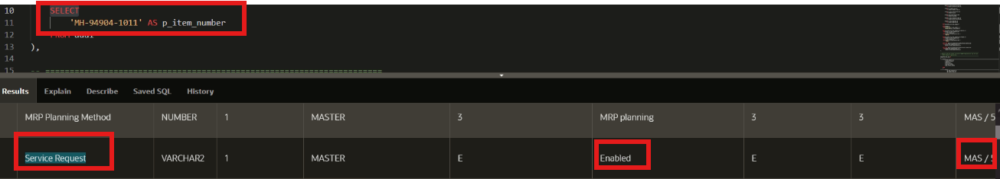 10 SELECT
11 'MH-94904-1011' AS p_item_number
12
13 ),
14
15 -- =====================================================================
Results Explain Describe Saved SQL History
MRP Planning Method NUMBER 1 MASTER 3 MRP planning 3 3 MAS / 5
Service Request VARCHAR2 1 MASTER E Enabled E E MAS / 5